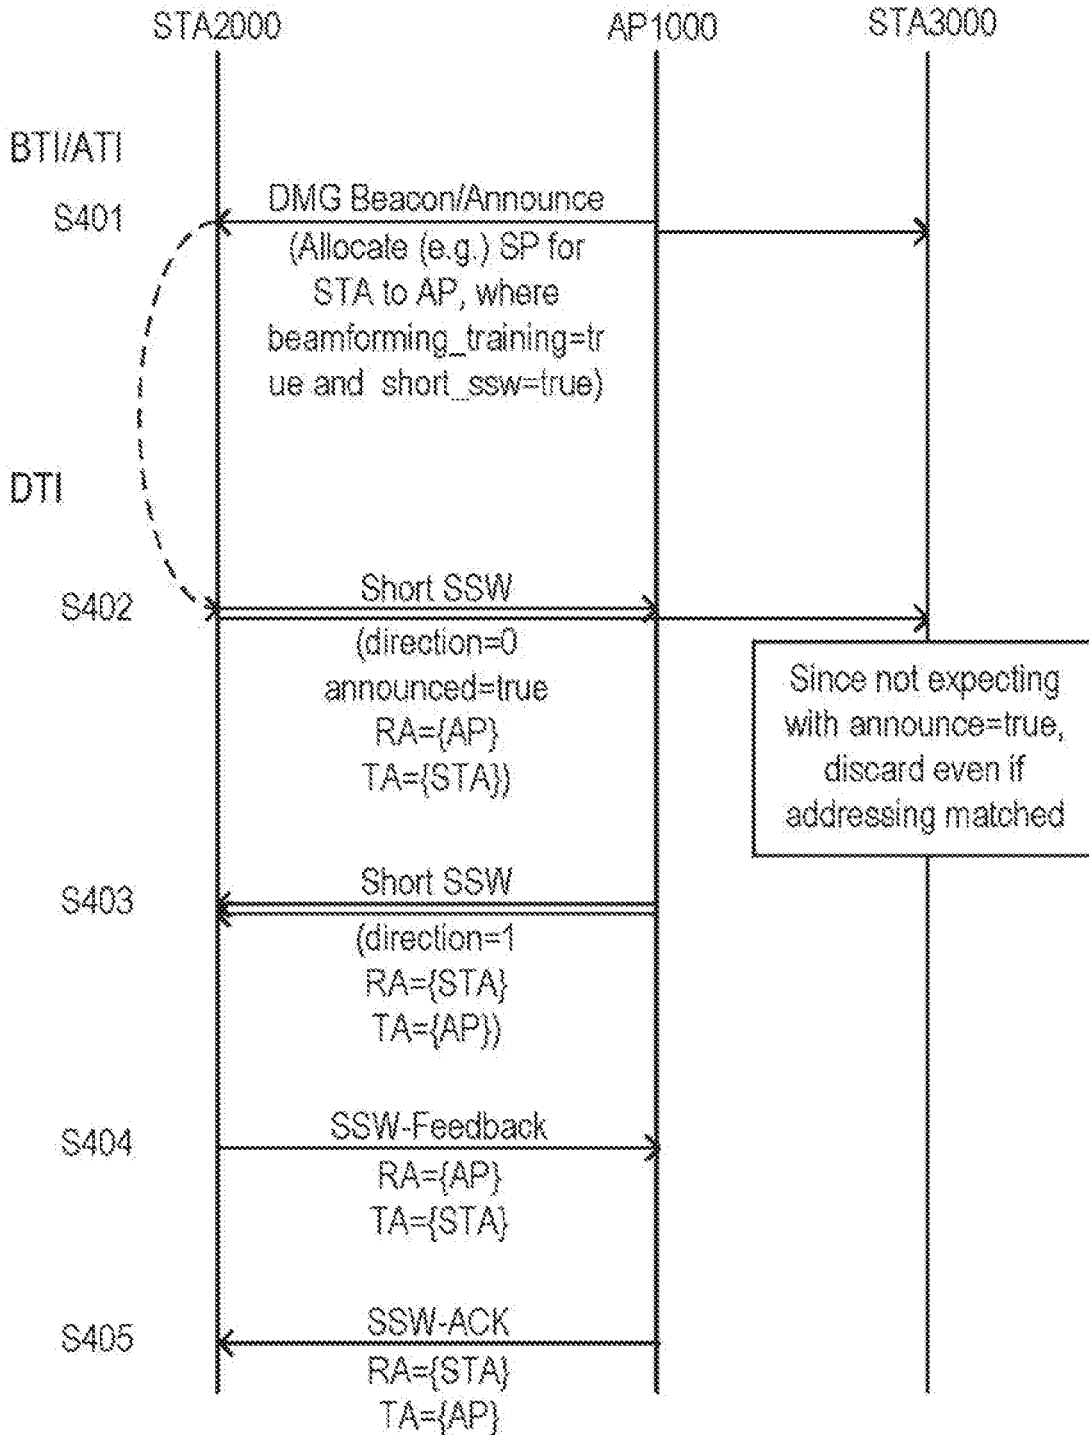 STA2000 AP1000 STA3000
BTI/ATI
S401
DMG Beacon/Announce
(Allocate (e.g.) SP for
STA to AP, where
beamforming_training=tr
ue and short_ssw=true)
DTI
S402
Short SSW
(direction=0
announced=true
RA={AP}
TA={STA})
Since not expecting
with announce=true,
discard even if
addressing matched
S403
Short SSW
(direction=1
RA={STA}
TA={AP})
S404
SSW-Feedback
RA={AP}
TA={STA}
S405
SSW-ACK
RA={STA}
TA={AP}